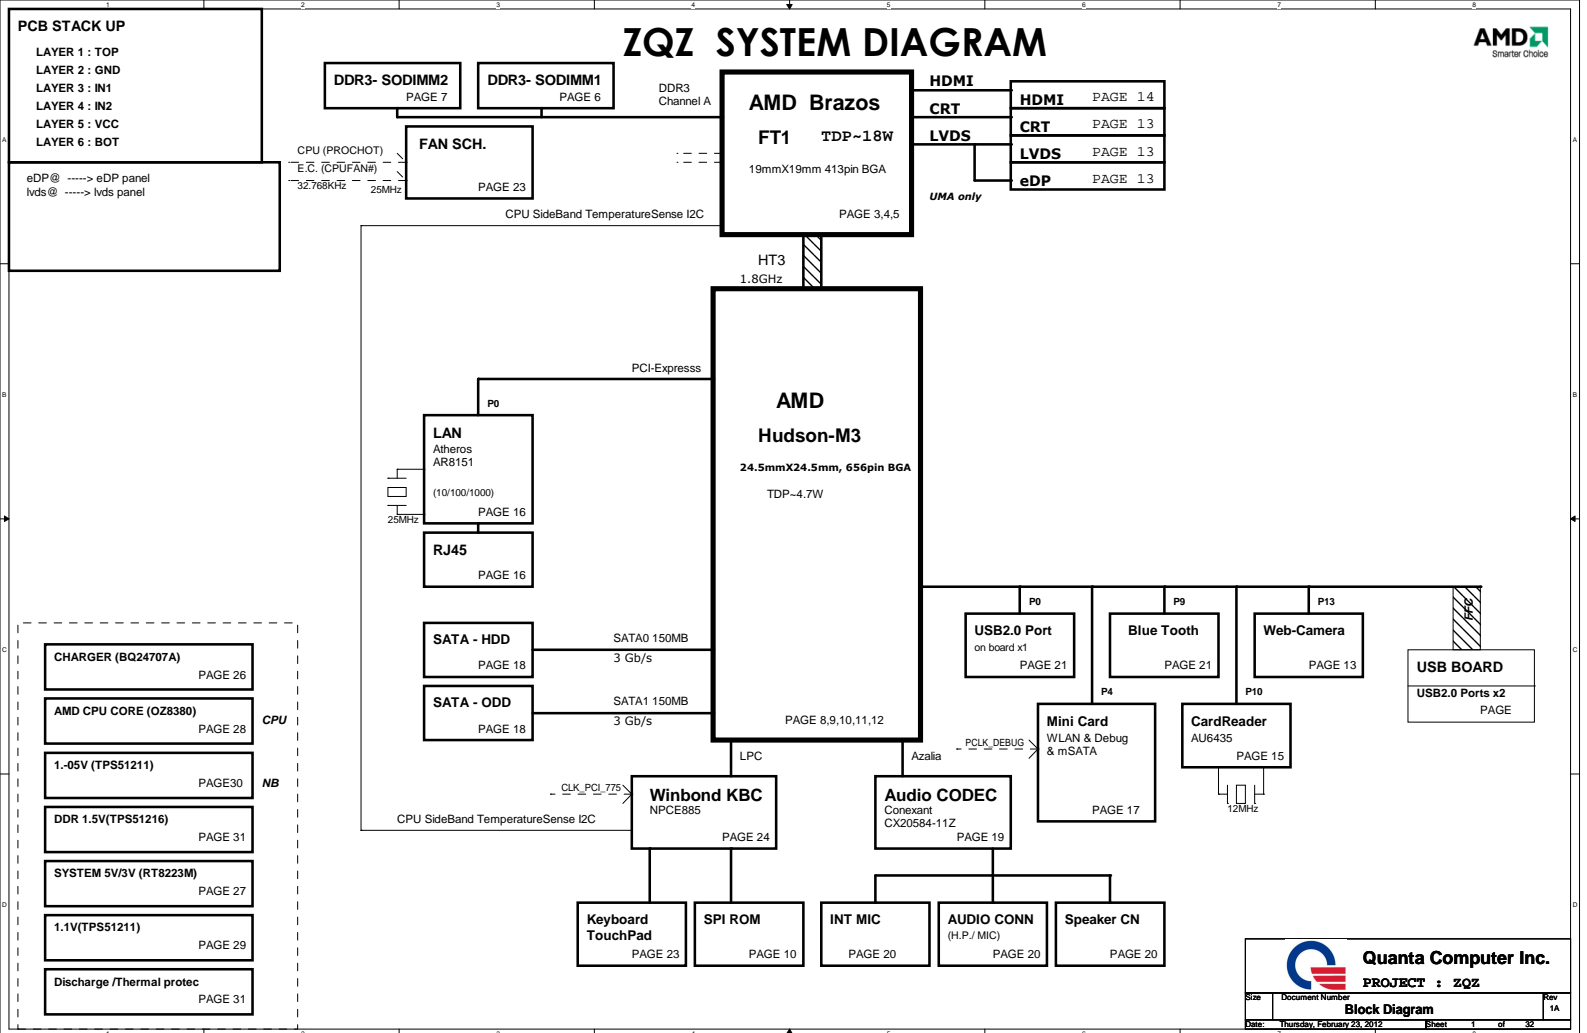 PCB STACK UP
LAYER 1 : TOP
LAYER 2 : GND
LAYER 3 : IN1
LAYER 4 : IN2
LAYER 5 : VCC
LAYER 6 : BOT
eDP@ -----> eDP panel
lvds@ -----> lvds panel
ZQZ SYSTEM DIAGRAM
AMD
Smarter Choice
DDR3- SODIMM2
PAGE 7
DDR3- SODIMM1
PAGE 6
DDR3
Channel A
FAN SCH.
PAGE 23
CPU (PROCHOT)
E.C. (CPUFAN#)
32.768KHz
25MHz
AMD Brazos
FT1 TDP~18W
19mmX19mm 413pin BGA
PAGE 3,4,5
HDMI
CRT
LVDS
UMA only
HDMI PAGE 14
CRT PAGE 13
LVDS PAGE 13
eDP PAGE 13
CPU SideBand TemperatureSense I2C
HT3
1.8GHz
PCI-Expresss
P0
LAN
Atheros
AR8151
(10/100/1000)
PAGE 16
25MHz
RJ45
PAGE 16
AMD
Hudson-M3
24.5mmX24.5mm, 656pin BGA
TDP~4.7W
PAGE 8,9,10,11,12
SATA - HDD
PAGE 18
SATA0 150MB
3 Gb/s
SATA - ODD
PAGE 18
SATA1 150MB
3 Gb/s
P0
USB2.0 Port
on board x1
PAGE 21
P9
Blue Tooth
PAGE 21
P13
Web-Camera
PAGE 13
FFC
USB BOARD
USB2.0 Ports x2
PAGE
P4
Mini Card
WLAN & Debug
& mSATA
PAGE 17
PCLK_DEBUG
P10
CardReader
AU6435
PAGE 15
12MHz
LPC
Azalia
CLK_PCI_775
CPU SideBand TemperatureSense I2C
Winbond KBC
NPCE885
PAGE 24
Audio CODEC
Conexant
CX20584-11Z
PAGE 19
Keyboard
TouchPad
PAGE 23
SPI ROM
PAGE 10
INT MIC
PAGE 20
AUDIO CONN
(H.P./ MIC)
PAGE 20
Speaker CN
PAGE 20
CHARGER (BQ24707A)
PAGE 26
AMD CPU CORE (OZ8380)
PAGE 28
CPU
1.-05V (TPS51211)
PAGE30
NB
DDR 1.5V(TPS51216)
PAGE 31
SYSTEM 5V/3V (RT8223M)
PAGE 27
1.1V(TPS51211)
PAGE 29
Discharge /Thermal protec
PAGE 31
Quanta Computer Inc.
PROJECT : ZQZ
Size Document Number Rev
Block Diagram 1A
Date: Thursday, February 23, 2012 Sheet 1 of 32